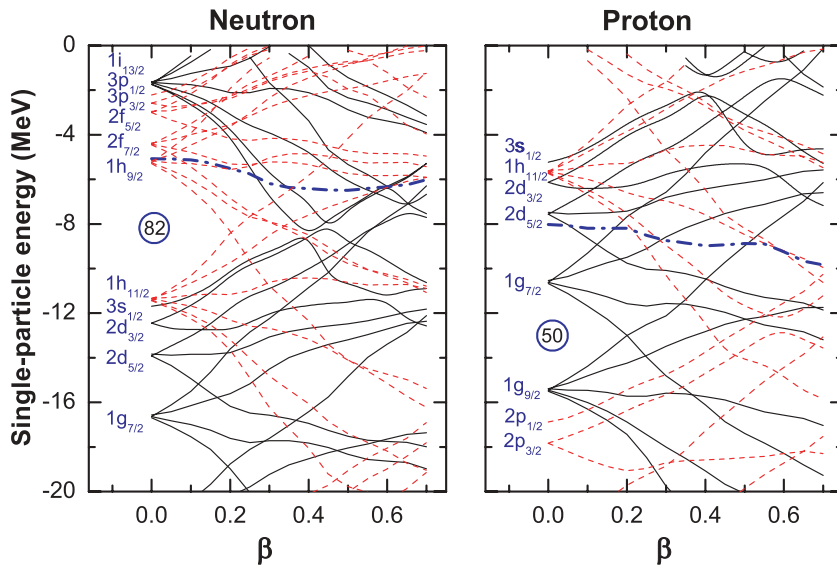 Neutron
Proton
Single-particle energy (MeV)
0
-4
-8
-12
-16
-20
1i13/2
3p1/2
3p3/2
2f5/2
2f7/2
1h9/2
82
1h11/2
3s1/2
2d3/2
2d5/2
1g7/2
0.0
0.2
0.4
0.6
β
3s1/2
1h11/2
2d3/2
2d5/2
1g7/2
50
1g9/2
2p1/2
2p3/2
0.0
0.2
0.4
0.6
β